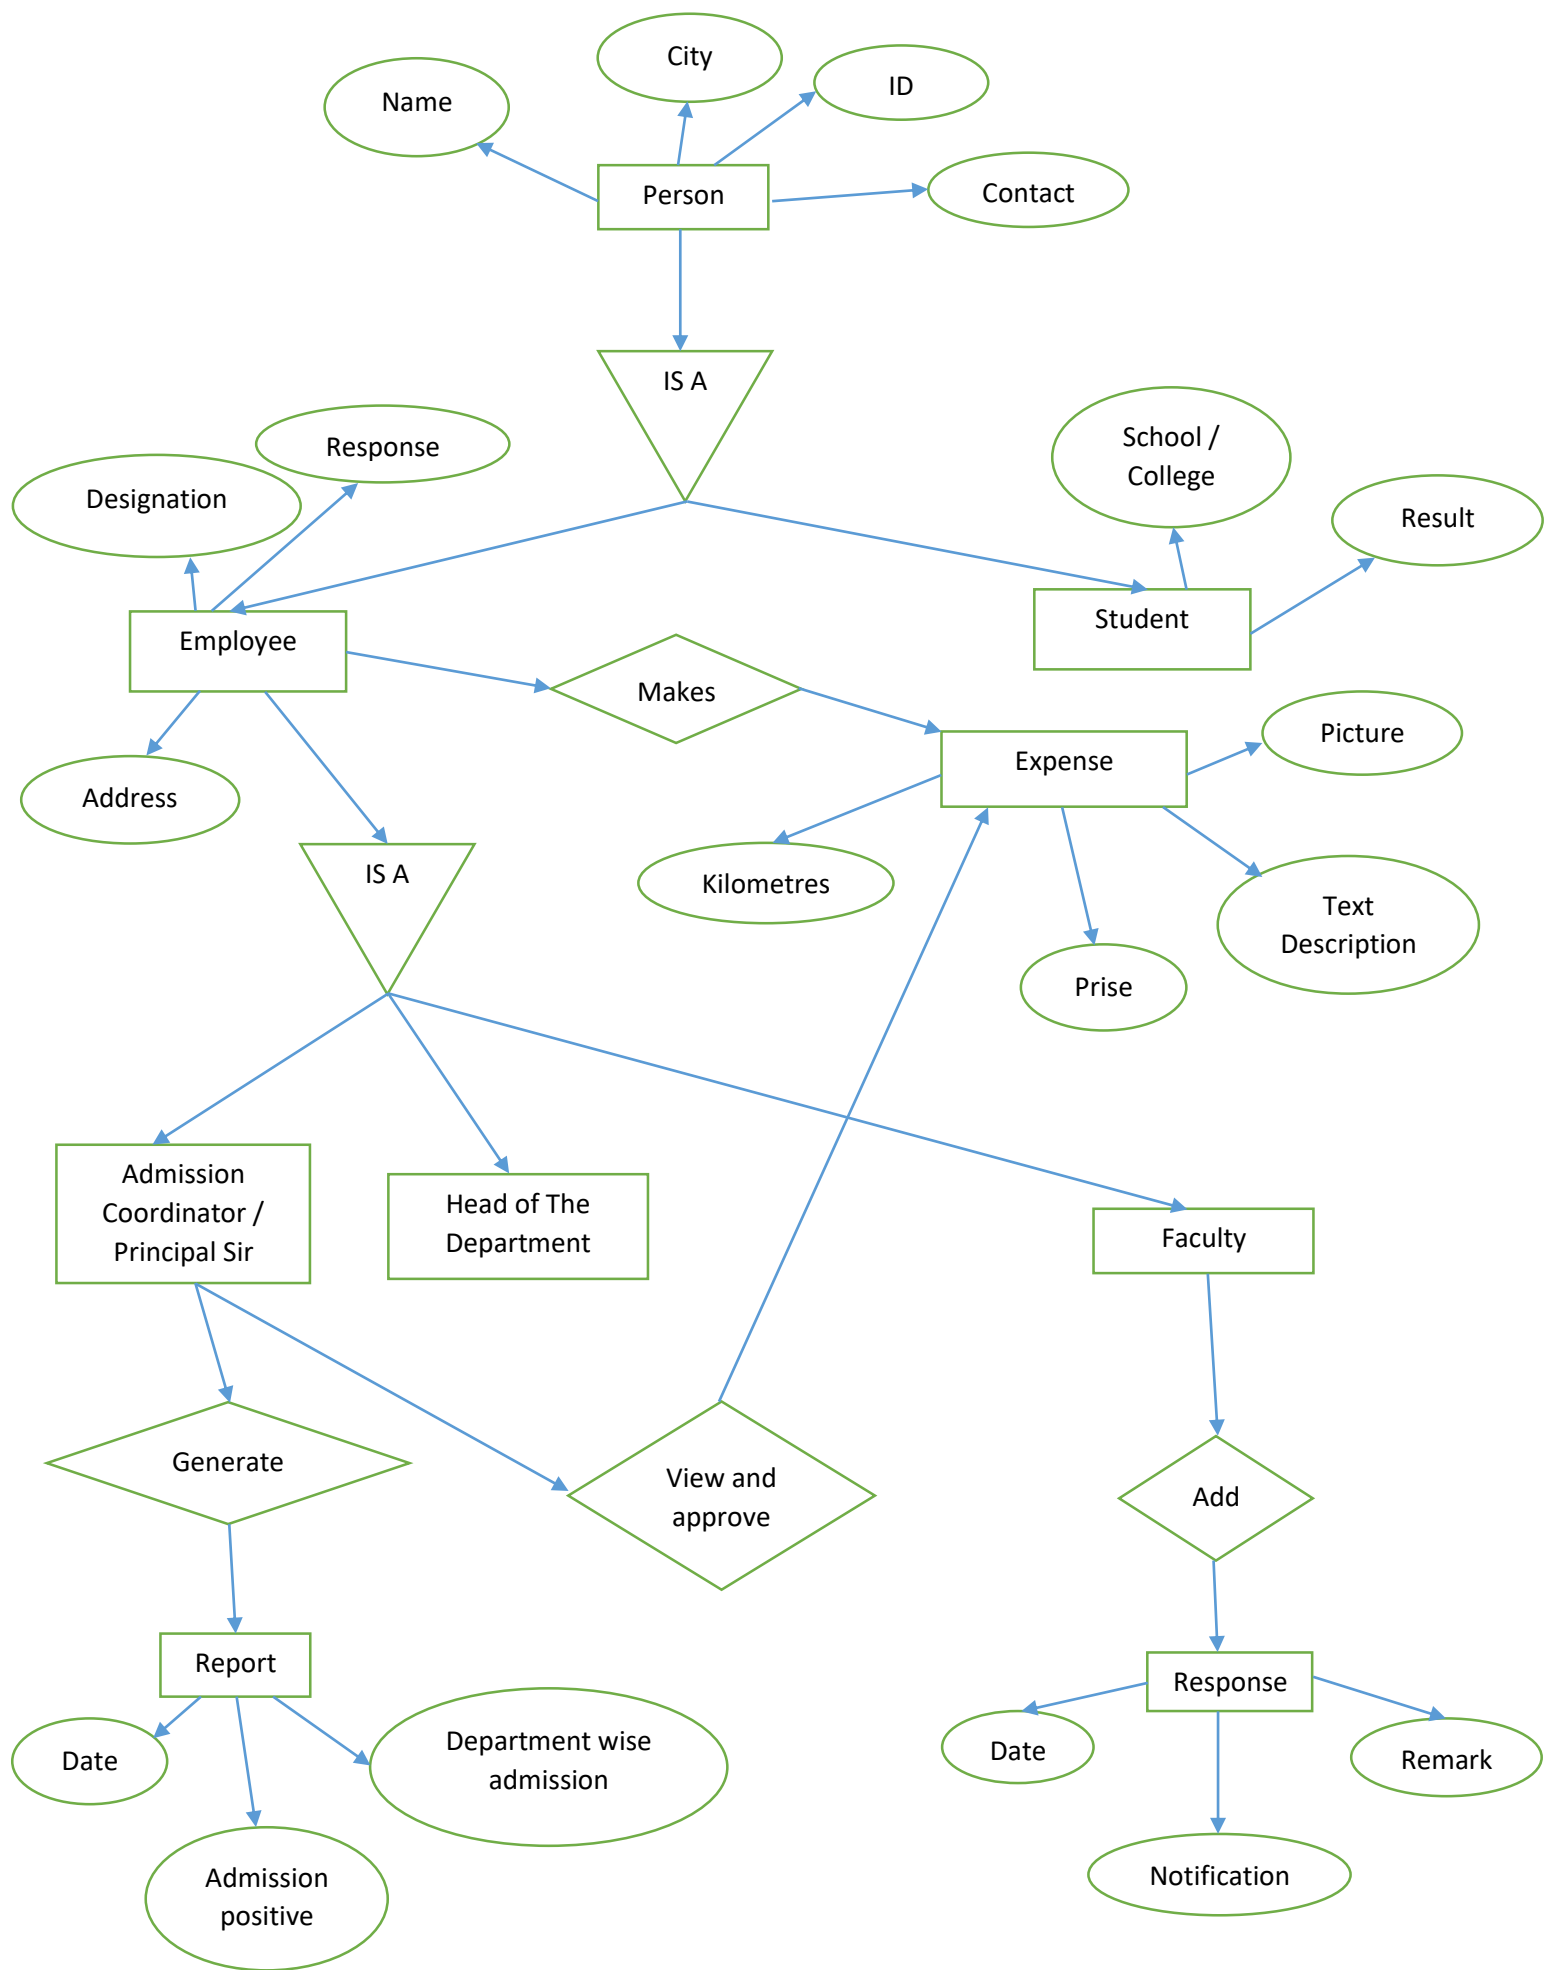 City
ID
Name
Contact
Person
IS A
School /
College
Response
Designation
Result
Student
Employee
Makes
Picture
Expense
Address
IS A
Kilometres
Text
Description
Prise
Admission
Coordinator /
Principal Sir
Head of The
Department
Faculty
Generate
View and
approve
Add
Report
Response
Department wise
admission
Date
Date
Remark
Admission
positive
Notification